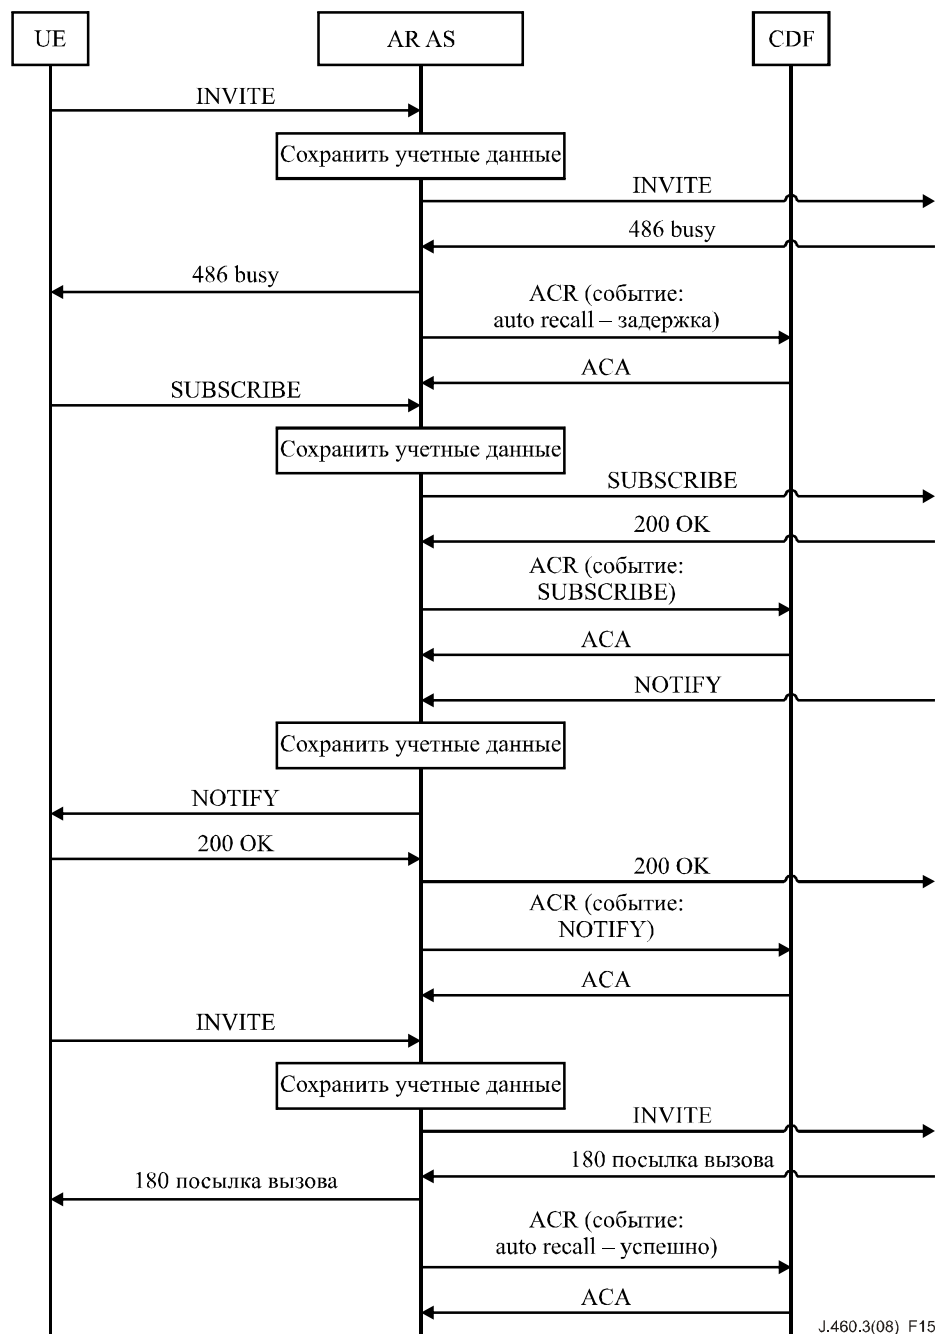 UE
AR AS
CDF
INVITE
Сохранить учетные данные
INVITE
486 busy
486 busy
ACR (событие:
auto recall – задержка)
ACA
SUBSCRIBE
Сохранить учетные данные
SUBSCRIBE
200 OK
ACR (событие:
SUBSCRIBE)
ACA
NOTIFY
Сохранить учетные данные
NOTIFY
200 OK
200 OK
ACR (событие:
NOTIFY)
ACA
INVITE
Сохранить учетные данные
INVITE
180 посылка вызова
180 посылка вызова
ACR (событие:
auto recall – успешно)
ACA
J.460.3(08)_F15